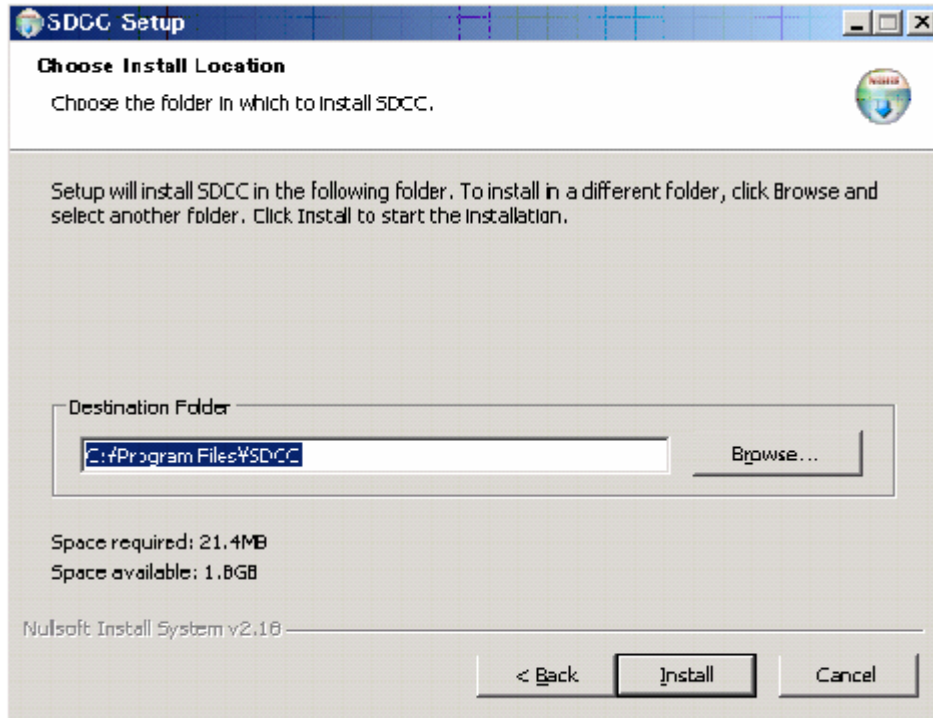 SDCC Setup
Choose Install Location
Choose the folder in which to install SDCC.
Setup will install SDCC in the following folder. To install in a different folder, click Browse and
select another folder. Click Install to start the installation.
Destination Folder
C:¥Program Files¥SDCC
Browse...
Space required: 21.4MB
Space available: 1.8GB
Nullsoft Install System v2.18
< Back
Install
Cancel